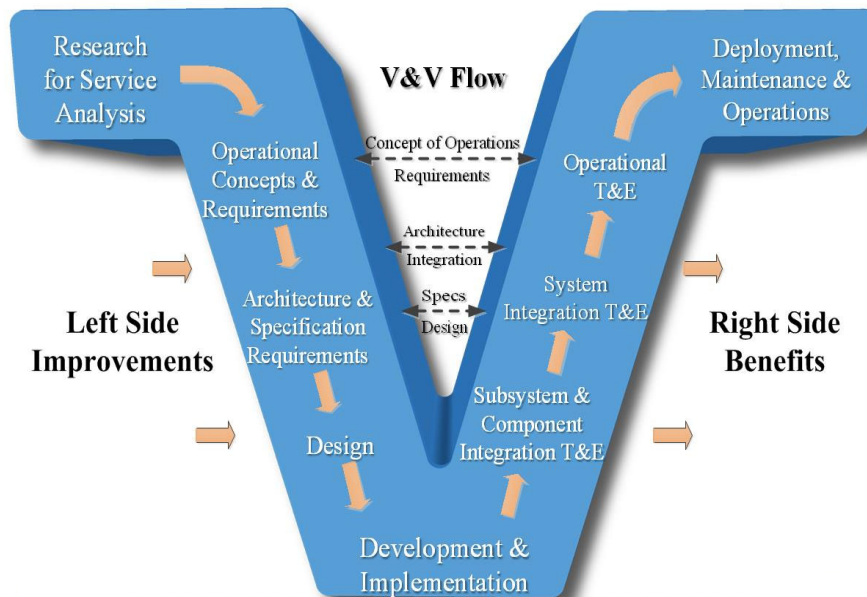 Research
for Service
Analysis
V&V Flow
Deployment,
Maintenance &
Operations
Operational
Concepts &
Requirements
Concept of Operations
Requirements
Operational
T&E
Architecture
Integration
Architecture &
Specification
Requirements
Specs
Design
System
Integration T&E
Left Side
Improvements
Right Side
Benefits
Design
Subsystem &
Component
Integration T&E
Development &
Implementation